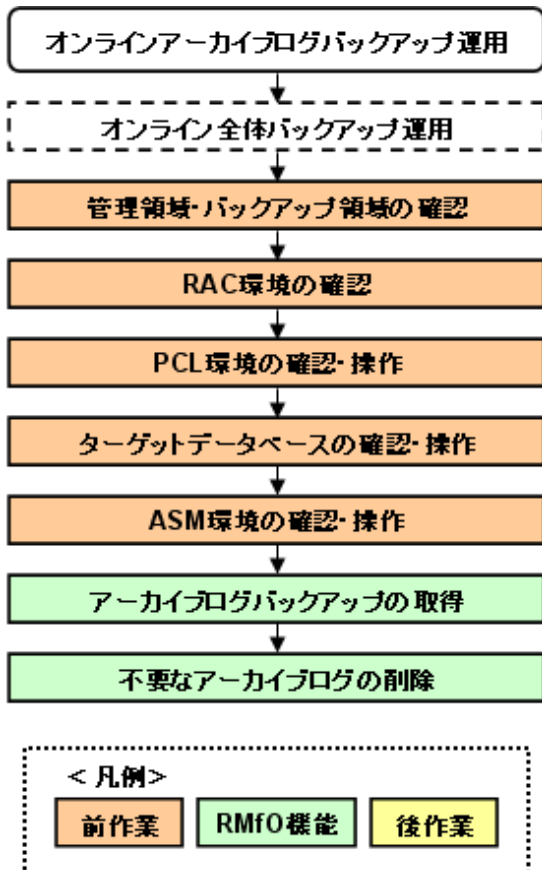 オンラインアーカイブログバックアップ運用
オンライン全体バックアップ運用
管理領域・バックアップ領域の確認
RAC環境の確認
PCL環境の確認・操作
ターゲットデータベースの確認・操作
ASM環境の確認・操作
アーカイブログバックアップの取得
不要なアーカイブログの削除
＜凡例＞
前作業 RMfO機能 後作業